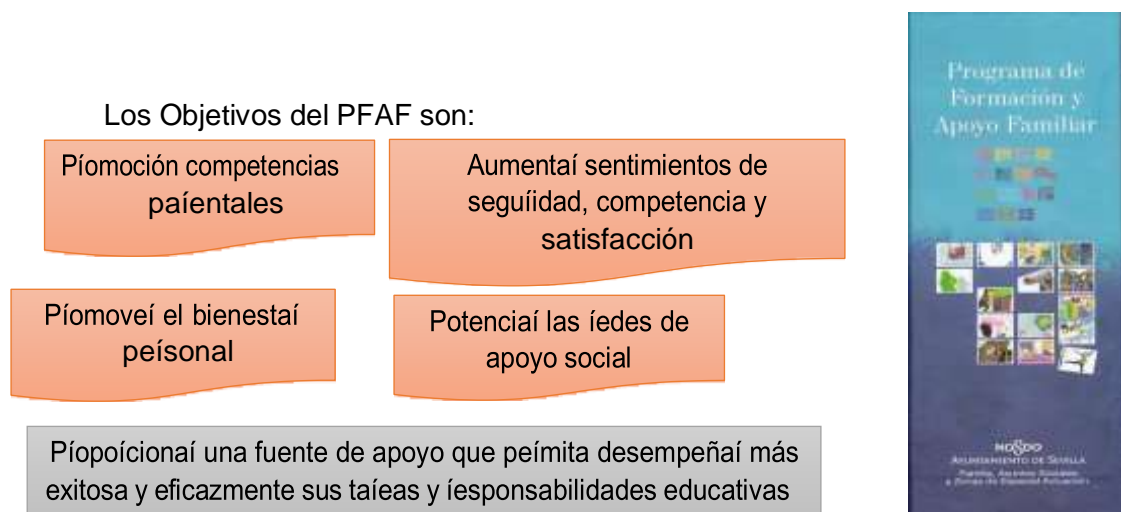 Los Objetivos del PFAF son:
Píomoción competencias
paíentales
Aumentaí sentimientos de
seguíidad, competencia y
satisfacción
Píomoveí el bienestaí
peísonal
Potenciaí las íedes de
apoyo social
Píopoícionaí una fuente de apoyo que peímita desempeñaí más
exitosa y eficazmente sus taíeas y íesponsabilidades educativas
Programa de
Formación y
Apoyo Familiar
NO8DO
Ayuntamiento de Sevilla